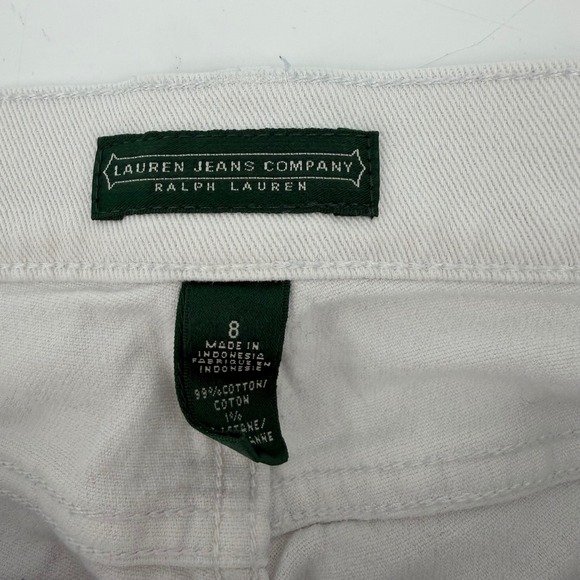 LAUREN JEANS COMPANY
RALPH LAUREN
8
MADE IN
INDONESIA
FABRIQUE EN
INDONESIE
99% COTTON/
COTON
1%